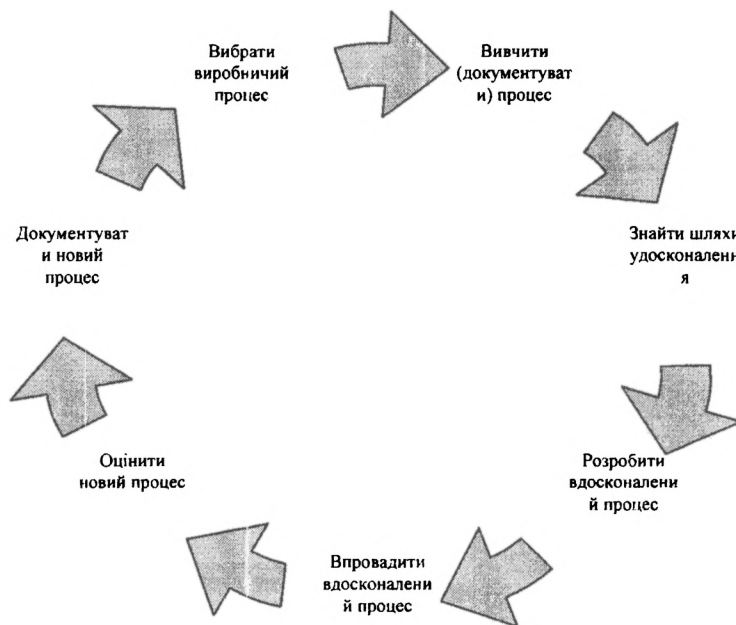 Вибрати
виробничий
процес
Вивчити
(документуват
и) процес
Знайти шляхи
удосконаленн
я
Розробити
вдосконалени
й процес
Впровадити
вдосконалени
й процес
Оцінити
новий процес
Документуват
и новий
процес